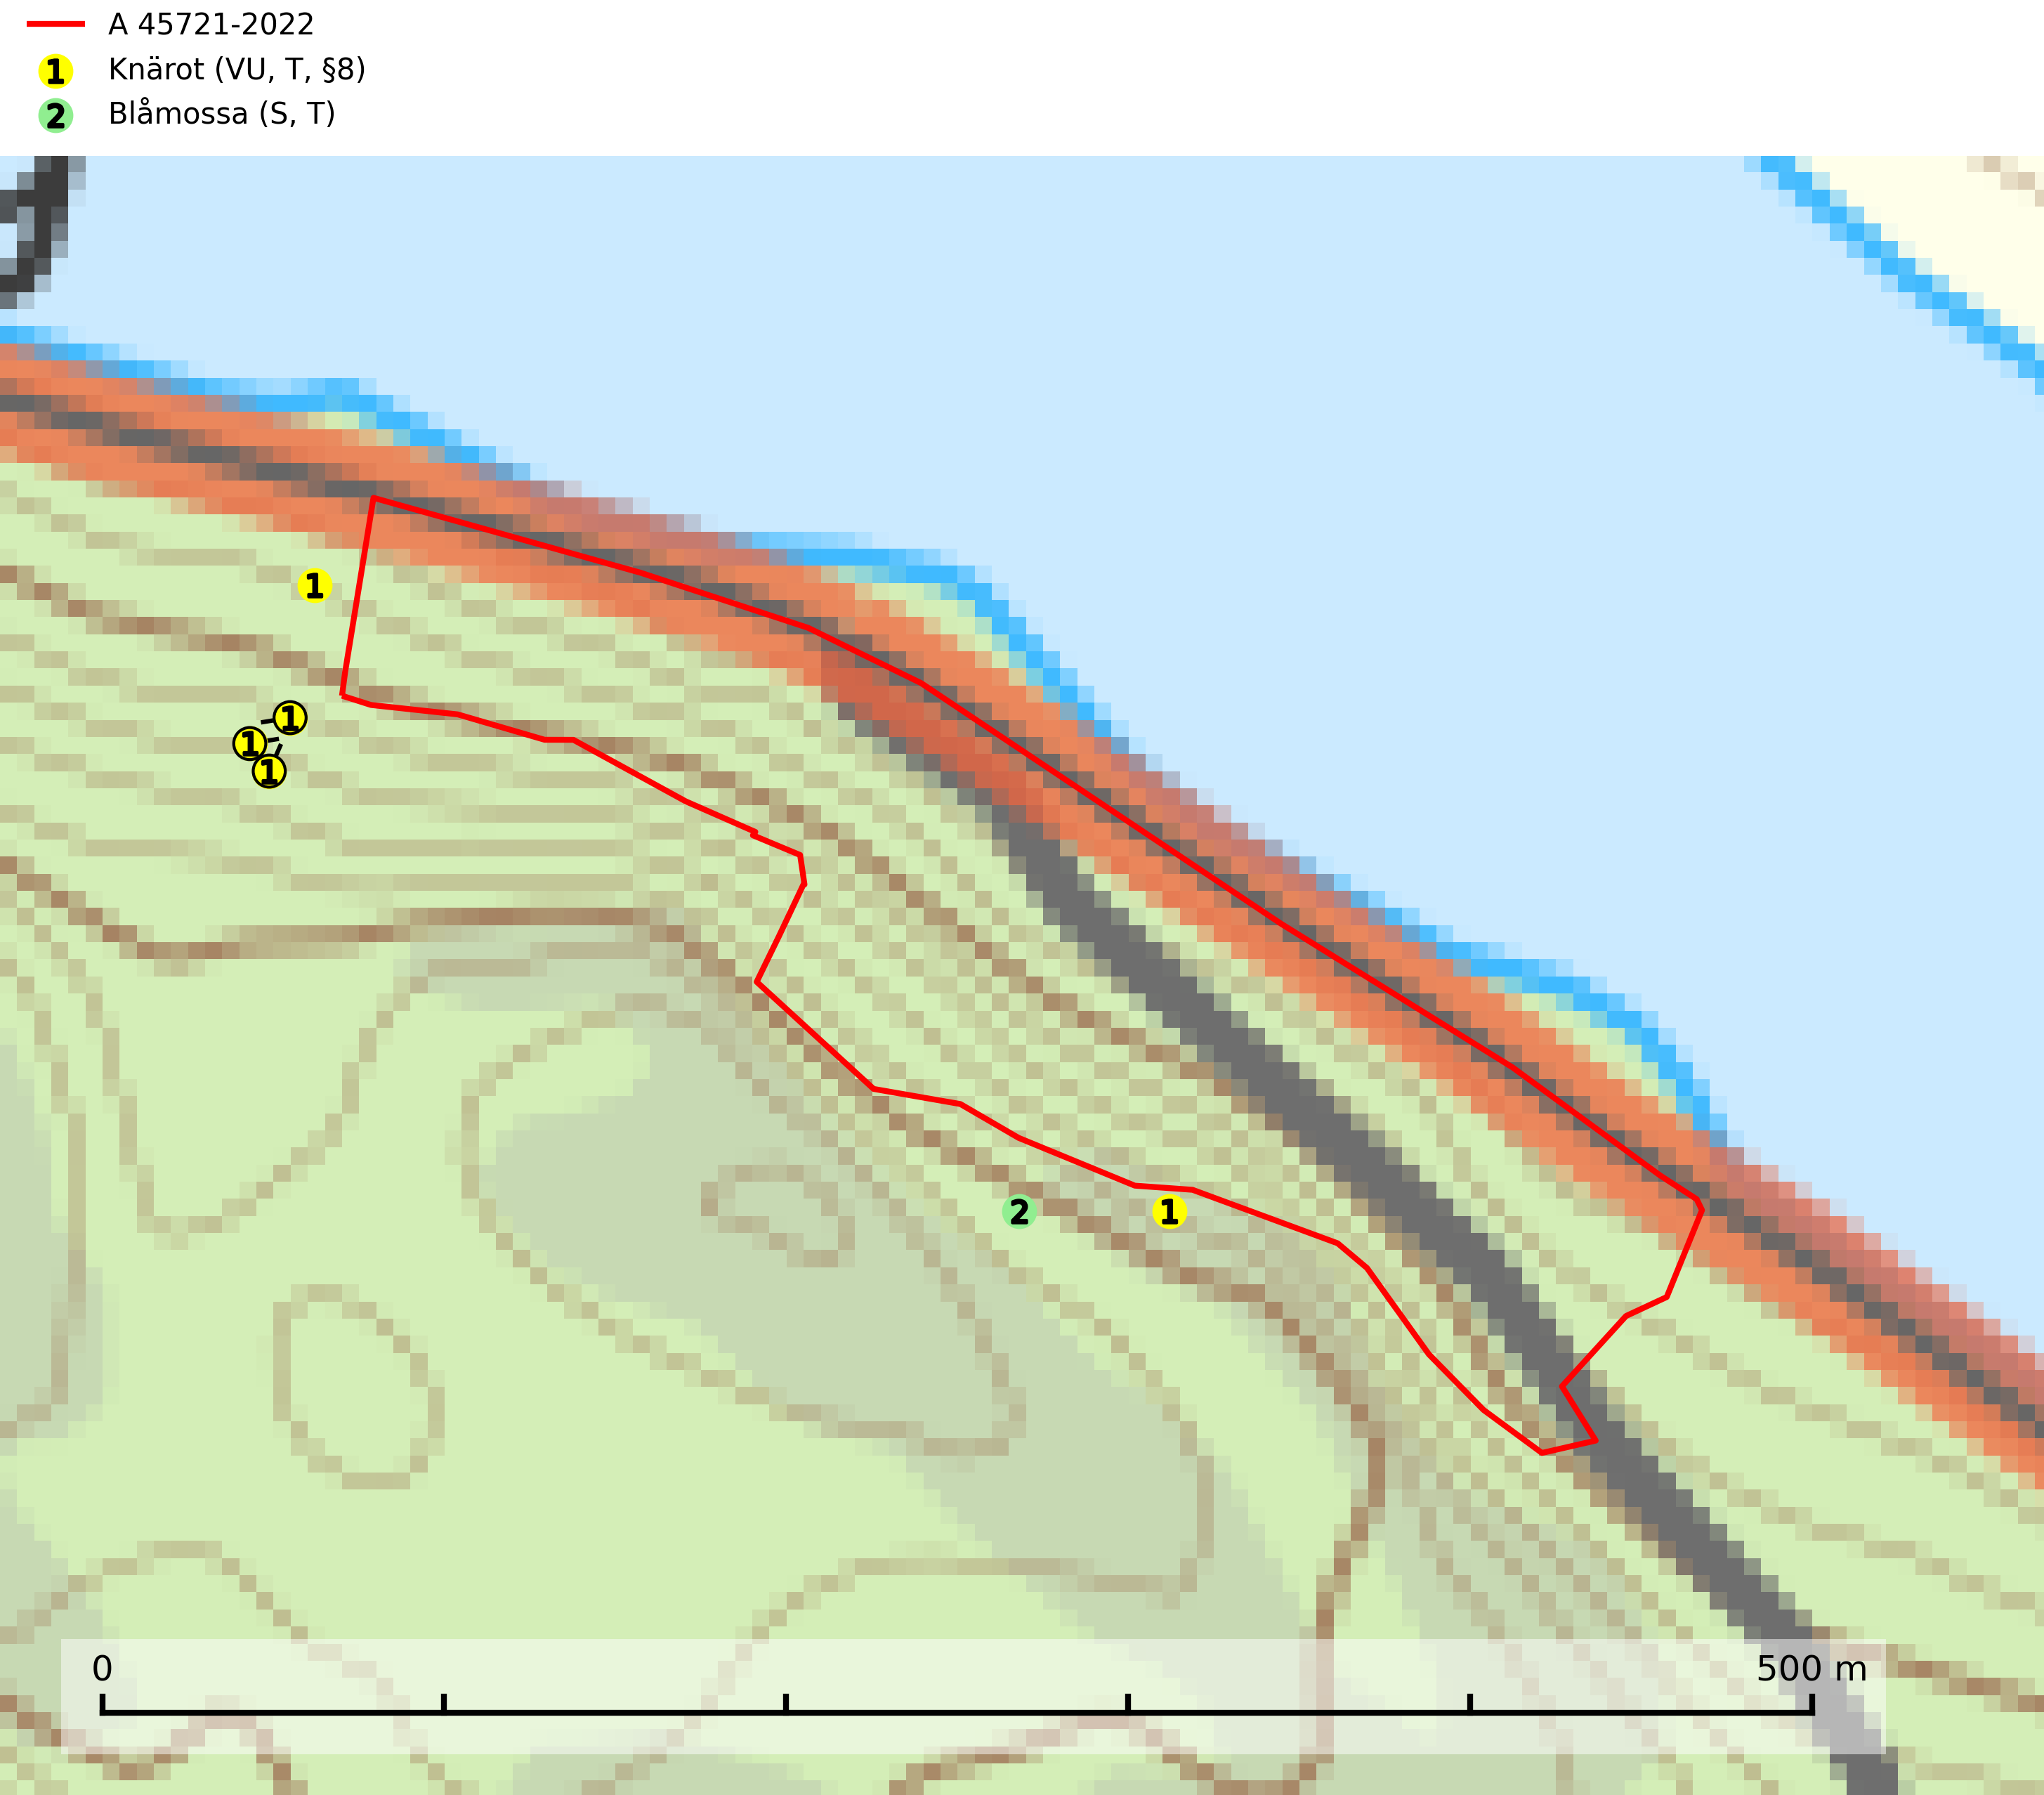 A 45721-2022
1 Knärot (VU, T, §8)
2 Blåmossa (S, T)
1
1
1
1
2
1
0
500 m